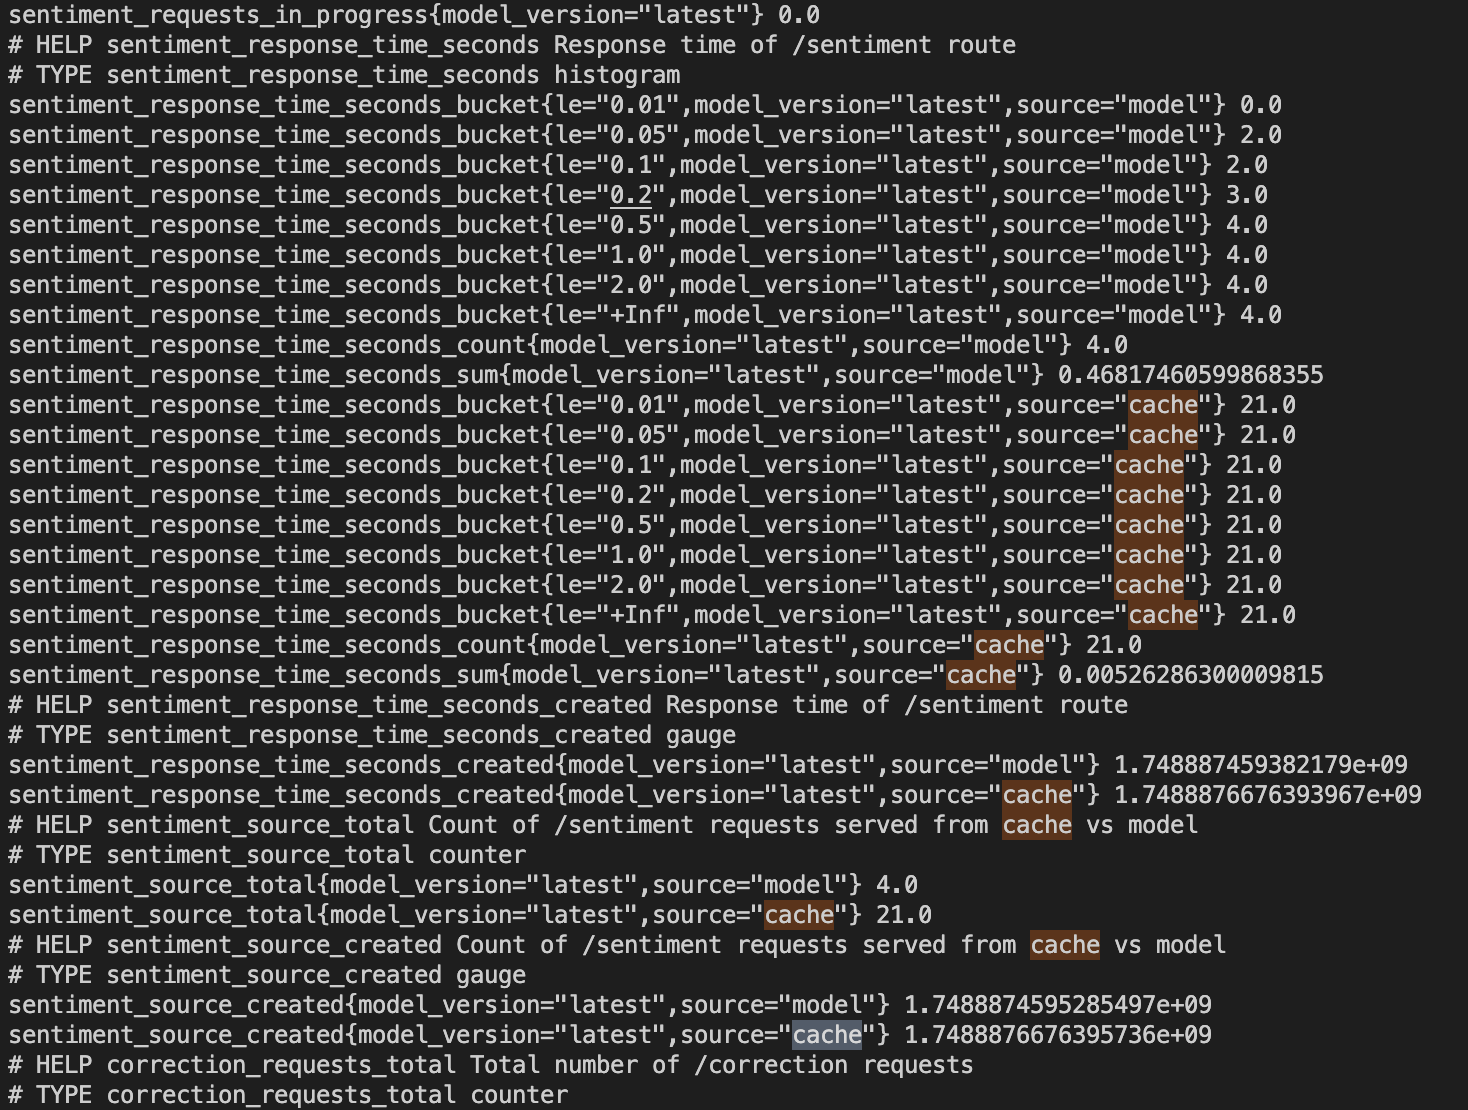 sentiment_requests_in_progress{model_version="latest"} 0.0
# HELP sentiment_response_time_seconds Response time of /sentiment route
# TYPE sentiment_response_time_seconds histogram
sentiment_response_time_seconds_bucket{le="0.01",model_version="latest",source="model"} 0.0
sentiment_response_time_seconds_bucket{le="0.05",model_version="latest",source="model"} 2.0
sentiment_response_time_seconds_bucket{le="0.1",model_version="latest",source="model"} 2.0
sentiment_response_time_seconds_bucket{le="0.2",model_version="latest",source="model"} 3.0
sentiment_response_time_seconds_bucket{le="0.5",model_version="latest",source="model"} 4.0
sentiment_response_time_seconds_bucket{le="1.0",model_version="latest",source="model"} 4.0
sentiment_response_time_seconds_bucket{le="2.0",model_version="latest",source="model"} 4.0
sentiment_response_time_seconds_bucket{le="+Inf",model_version="latest",source="model"} 4.0
sentiment_response_time_seconds_count{model_version="latest",source="model"} 4.0
sentiment_response_time_seconds_sum{model_version="latest",source="model"} 0.46817460599868355
sentiment_response_time_seconds_bucket{le="0.01",model_version="latest",source="cache"} 21.0
sentiment_response_time_seconds_bucket{le="0.05",model_version="latest",source="cache"} 21.0
sentiment_response_time_seconds_bucket{le="0.1",model_version="latest",source="cache"} 21.0
sentiment_response_time_seconds_bucket{le="0.2",model_version="latest",source="cache"} 21.0
sentiment_response_time_seconds_bucket{le="0.5",model_version="latest",source="cache"} 21.0
sentiment_response_time_seconds_bucket{le="1.0",model_version="latest",source="cache"} 21.0
sentiment_response_time_seconds_bucket{le="2.0",model_version="latest",source="cache"} 21.0
sentiment_response_time_seconds_bucket{le="+Inf",model_version="latest",source="cache"} 21.0
sentiment_response_time_seconds_count{model_version="latest",source="cache"} 21.0
sentiment_response_time_seconds_sum{model_version="latest",source="cache"} 0.00526286300009815
# HELP sentiment_response_time_seconds_created Response time of /sentiment route
# TYPE sentiment_response_time_seconds_created gauge
sentiment_response_time_seconds_created{model_version="latest",source="model"} 1.748887459382179e+09
sentiment_response_time_seconds_created{model_version="latest",source="cache"} 1.7488876676393967e+09
# HELP sentiment_source_total Count of /sentiment requests served from cache vs model
# TYPE sentiment_source_total counter
sentiment_source_total{model_version="latest",source="model"} 4.0
sentiment_source_total{model_version="latest",source="cache"} 21.0
# HELP sentiment_source_created Count of /sentiment requests served from cache vs model
# TYPE sentiment_source_created gauge
sentiment_source_created{model_version="latest",source="model"} 1.7488874595285497e+09
sentiment_source_created{model_version="latest",source="cache"} 1.7488876676395736e+09
# HELP correction_requests_total Total number of /correction requests
# TYPE correction_requests_total counter